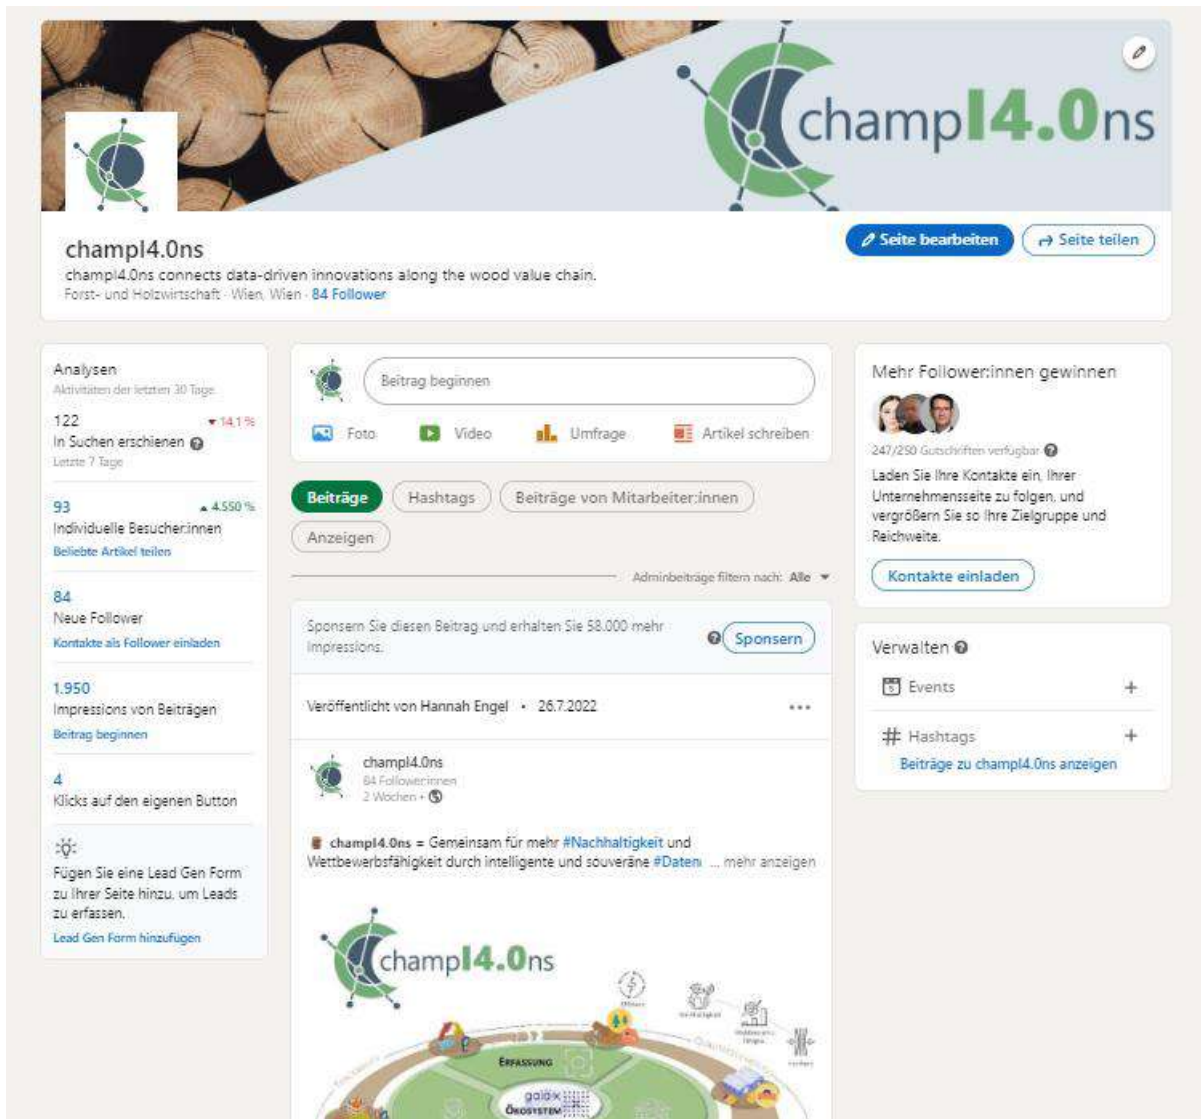 champI4.0ns
champI4.0ns
champI4.0ns connects data-driven innovations along the wood value chain.
Forst- und Holzwirtschaft · Wien, Wien · 84 Follower
Seite bearbeiten
Seite teilen
Analysen
Aktivitäten der letzten 30 Tage
122 ▾ 14,1 %
In Suchen erschienen
Letzte 7 Tage
93 ▴ 4.550 %
Individuelle Besucher:innen
Beliebte Artikel teilen
84
Neue Follower
Kontakte als Follower einladen
1.950
Impressions von Beiträgen
Beitrag beginnen
4
Klicks auf den eigenen Button
Fügen Sie eine Lead Gen Form
zu Ihrer Seite hinzu, um Leads
zu erfassen.
Lead Gen Form hinzufügen
Beitrag beginnen
Foto Video Umfrage Artikel schreiben
Beiträge Hashtags Beiträge von Mitarbeiter:innen
Anzeigen
Adminbeiträge filtern nach: Alle
Sponsern Sie diesen Beitrag und erhalten Sie 58.000 mehr
Impressions.
Sponsern
Veröffentlicht von Hannah Engel • 26.7.2022
champI4.0ns
84 Follower:innen
2 Wochen •
champI4.0ns = Gemeinsam für mehr #Nachhaltigkeit und
Wettbewerbsfähigkeit durch intelligente und souveräne #Daten ... mehr anzeigen
champI4.0ns
ERFASSUNG
gaia-x
ÖKOSYSTEM
Mehr Follower:innen gewinnen
247/250 Gutschriften verfügbar
Laden Sie Ihre Kontakte ein, Ihrer
Unternehmensseite zu folgen, und
vergrößern Sie so Ihre Zielgruppe und
Reichweite.
Kontakte einladen
Verwalten
Events +
# Hashtags +
Beiträge zu champI4.0ns anzeigen